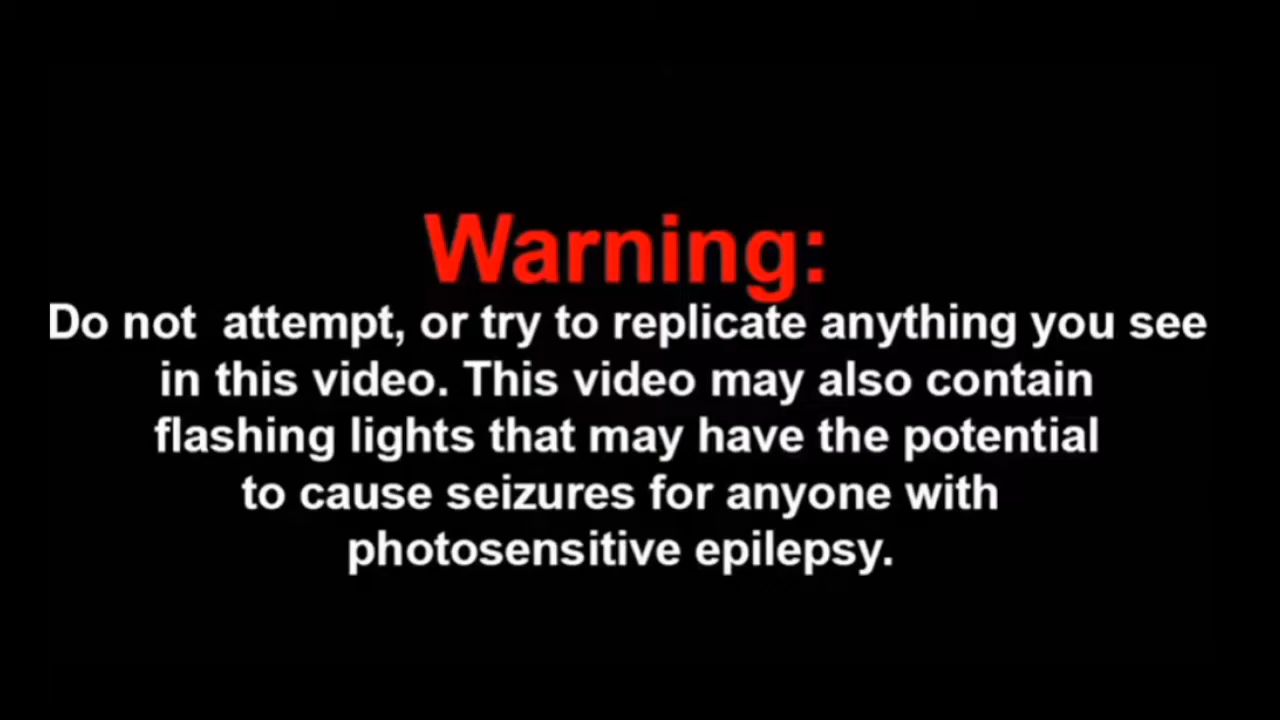 Warning:
Do not  attempt, or try to replicate anything you see
in this video. This video may also contain
flashing lights that may have the potential
to cause seizures for anyone with
photosensitive epilepsy.